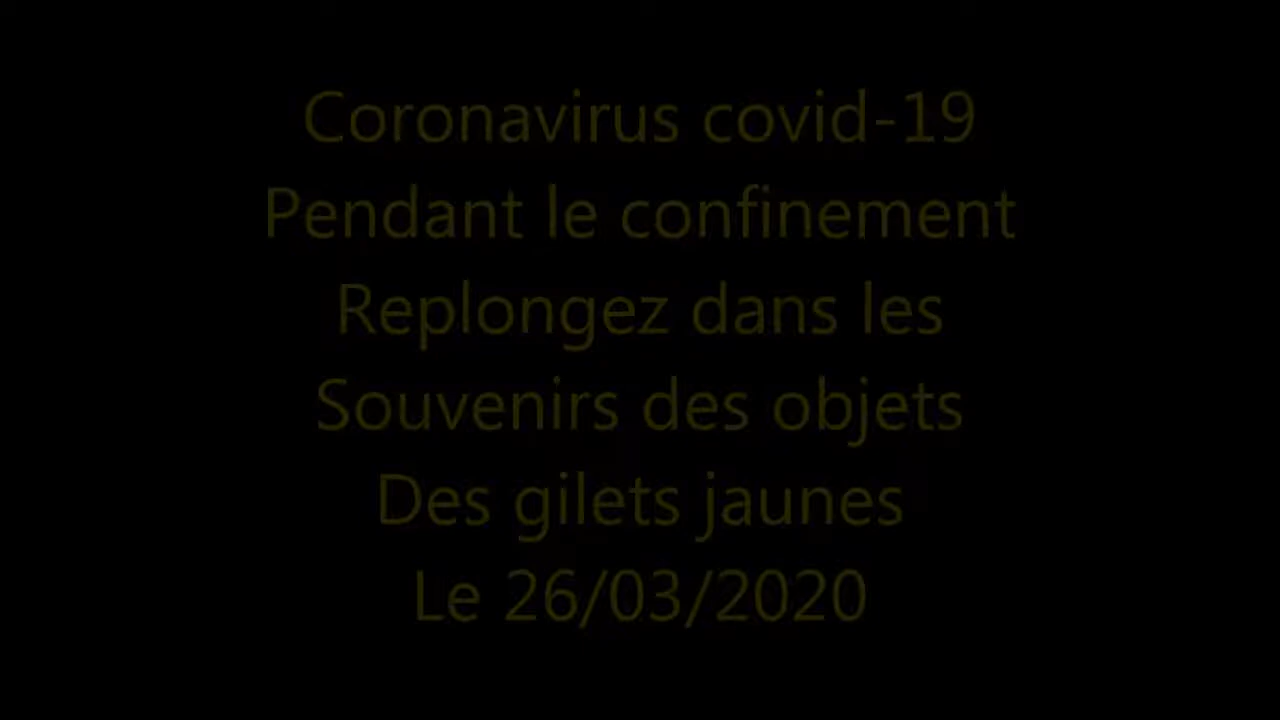 Coronavirus covid-19
Pendant le confinement
Replongez dans les
Souvenirs des objets
Des gilets jaunes
Le 26/03/2020